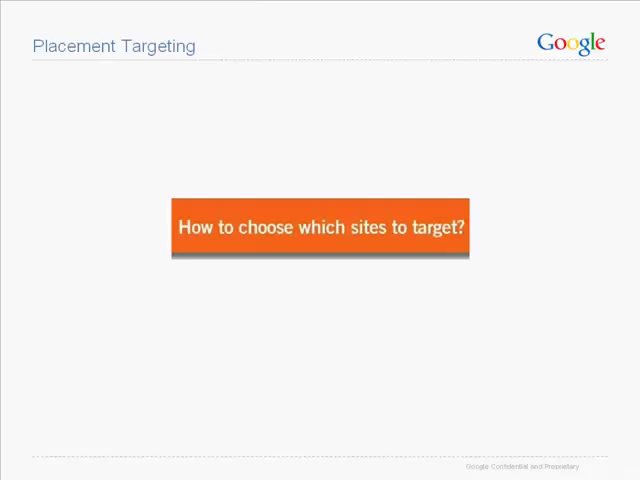 Placement Targeting
Google
How to choose which sites to target?
Google Confidential and Proprietary